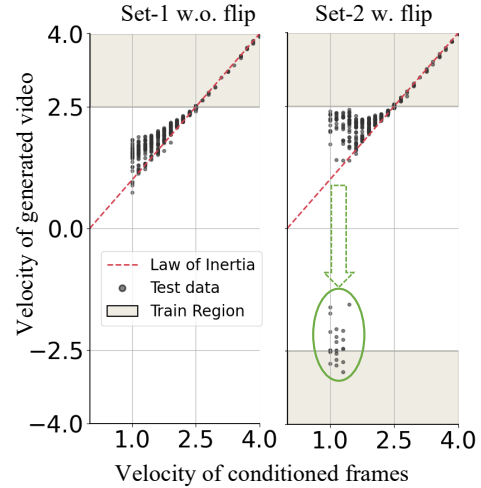 Set-1 w.o. flip
Set-2 w. flip
Velocity of generated video
4.0
2.5
0.0
−2.5
−4.0
Law of Inertia
Test data
Train Region
1.0 2.5 4.0
1.0 2.5 4.0
Velocity of conditioned frames